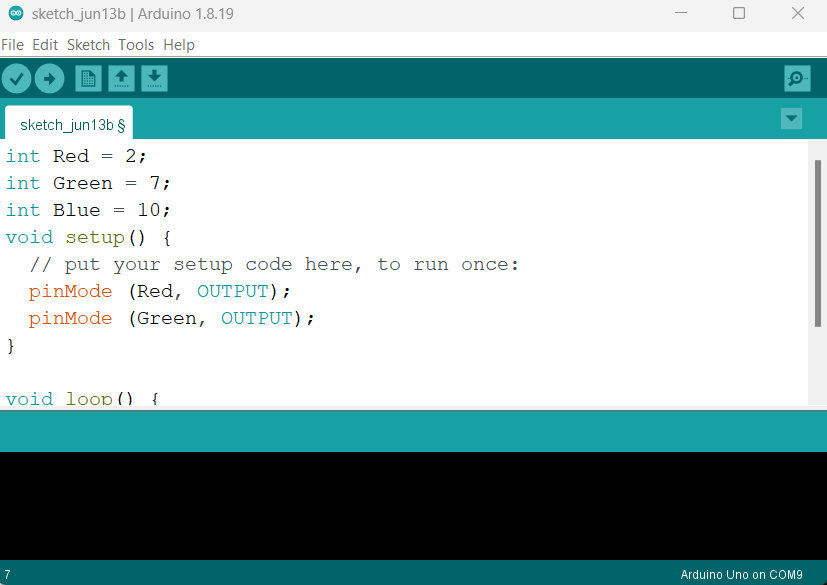 sketch_jun13b | Arduino 1.8.19
File Edit Sketch Tools Help
sketch_jun13b §
int Red = 2;
int Green = 7;
int Blue = 10;
void setup() {
  // put your setup code here, to run once:
  pinMode (Red, OUTPUT);
  pinMode (Green, OUTPUT);
}
void loop() {
7
Arduino Uno on COM9